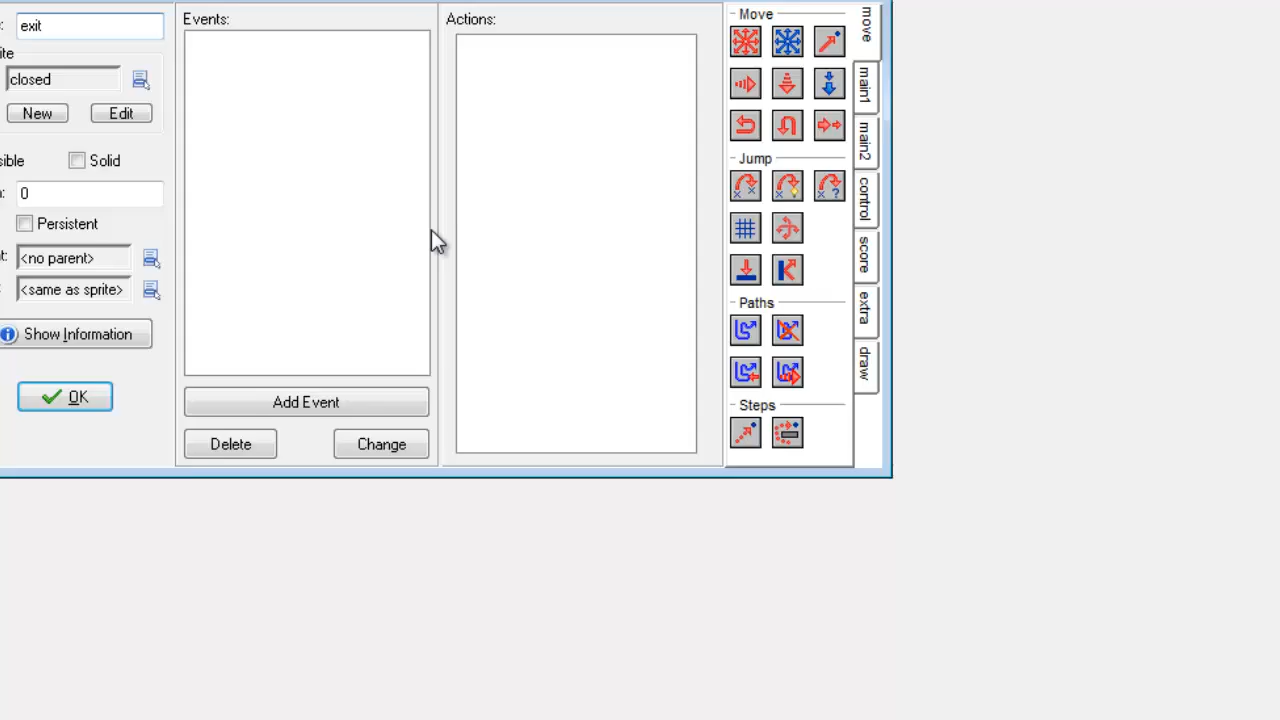 : exit
ite
closed
New Edit
sible Solid
: 0
Persistent
t: <no parent>
: <same as sprite>
Show Information
OK
Events:
Add Event
Delete Change
Actions:
Move
Jump
Paths
Steps
move
main1
main2
control
score
extra
draw